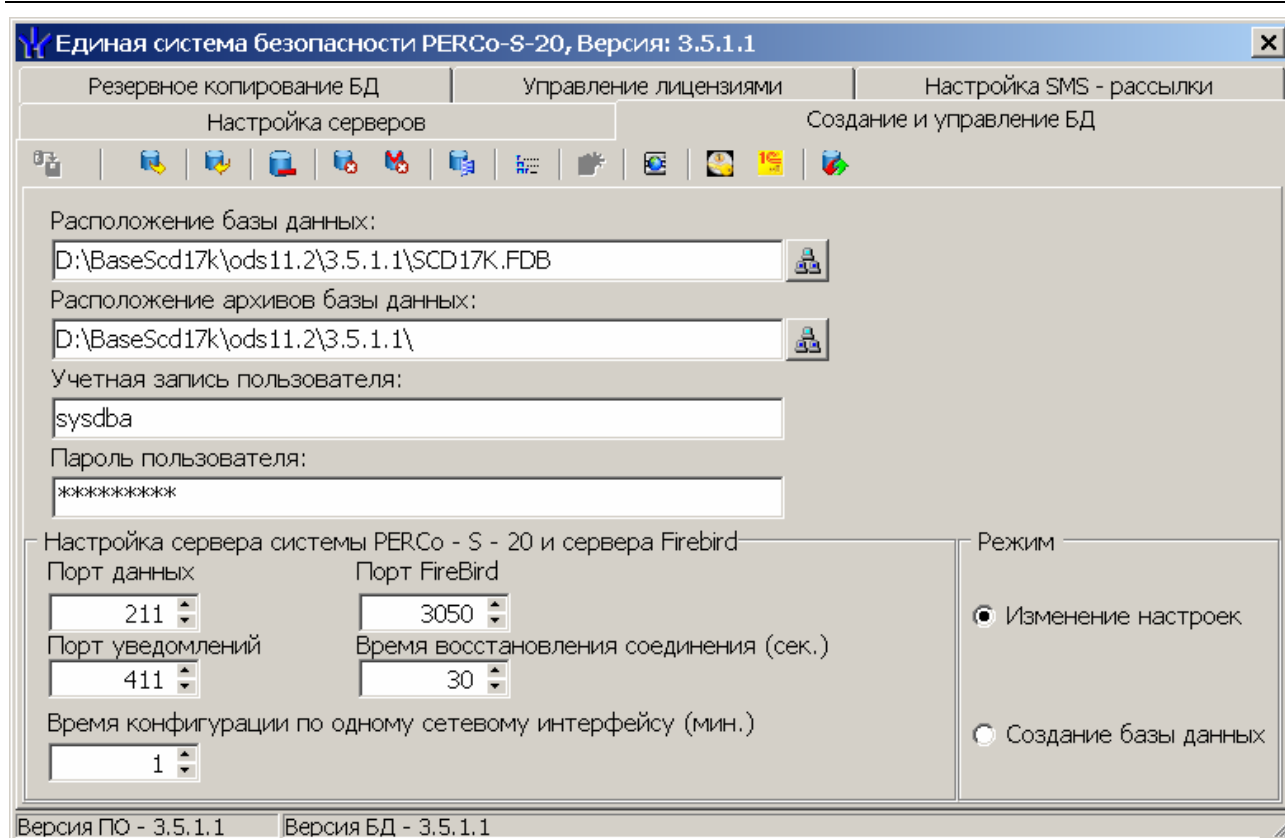 Единая система безопасности PERCo-S-20, Версия: 3.5.1.1
Резервное копирование БД
Управление лицензиями
Настройка SMS - рассылки
Настройка серверов
Создание и управление БД
Расположение базы данных:
D:\BaseScd17k\ods11.2\3.5.1.1\SCD17K.FDB
Расположение архивов базы данных:
D:\BaseScd17k\ods11.2\3.5.1.1\
Учетная запись пользователя:
sysdba
Пароль пользователя:
*********
Настройка сервера системы PERCo - S - 20 и сервера Firebird
Режим
Порт данных
Порт FireBird
211
3050
Изменение настроек
Порт уведомлений
Время восстановления соединения (сек.)
411
30
Время конфигурации по одному сетевому интерфейсу (мин.)
Создание базы данных
1
Версия ПО - 3.5.1.1
Версия БД - 3.5.1.1